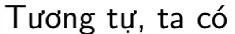 Tương tự, ta có